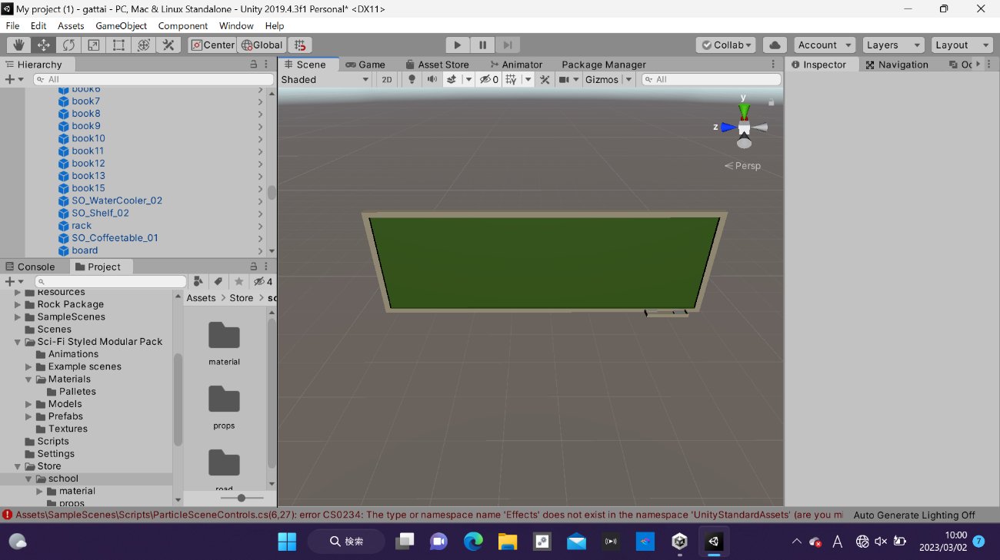 My project (1) - gattai - PC, Mac & Linux Standalone - Unity 2019.4.3f1 Personal* <DX11>
File Edit Assets GameObject Component Window Help
Center Global Collab Account Layers Layout
Hierarchy
All
book6
book7
book8
book9
book10
book11
book12
book13
book15
SO_WaterCooler_02
SO_Shelf_02
rack
SO_Coffeetable_01
board
Scene Game Asset Store Animator Package Manager
Shaded 2D 0 Gizmos All
y
z
Persp
Inspector Navigation Oc
Console Project
4
Resources
Rock Package
SampleScenes
Scenes
Sci-Fi Styled Modular Pack
Animations
Example scenes
Materials
Palletes
Models
Prefabs
Textures
Scripts
Settings
Store
school
material
props
Assets > Store > sc
material
props
road
Assets\SampleScenes\Scripts\ParticleSceneControls.cs(6,27): error CS0234: The type or namespace name 'Effects' does not exist in the namespace 'UnityStandardAssets' (are you mi
Auto Generate Lighting Off
検索
A
10:00
2023/03/02
7